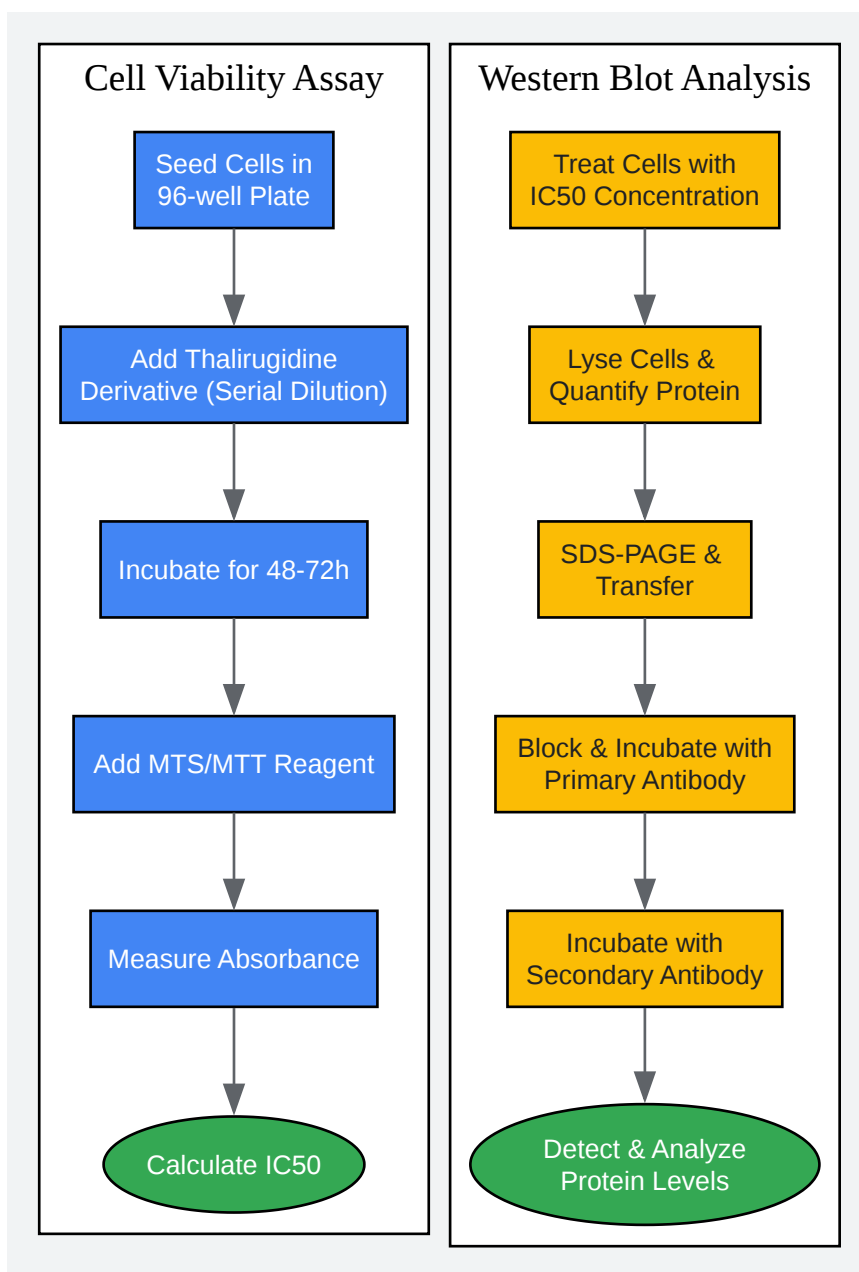 Cell Viability Assay
Seed Cells in
96-well Plate
Add Thalirugidine
Derivative (Serial Dilution)
Incubate for 48-72h
Add MTS/MTT Reagent
Measure Absorbance
Calculate IC50
Western Blot Analysis
Treat Cells with
IC50 Concentration
Lyse Cells &
Quantify Protein
SDS-PAGE &
Transfer
Block & Incubate with
Primary Antibody
Incubate with
Secondary Antibody
Detect & Analyze
Protein Levels